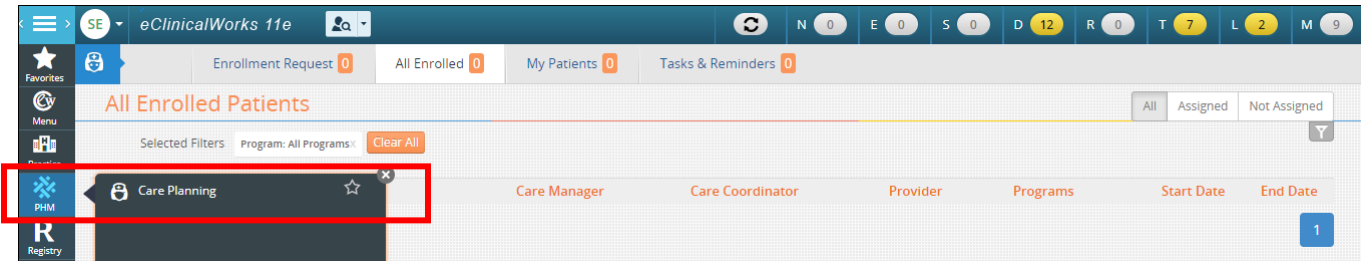 SE eClinicalWorks 11e N 0 E 0 S 0 D 12 R 0 T 7 L 2 M 9
Favorites
Enrollment Request 0 All Enrolled 0 My Patients 0 Tasks & Reminders 0
Menu
All Enrolled Patients All Assigned Not Assigned
Selected Filters Program: All Programs x Clear All
Practice
PHM
Care Planning x Care Manager Care Coordinator Provider Programs Start Date End Date
R
Registry
1